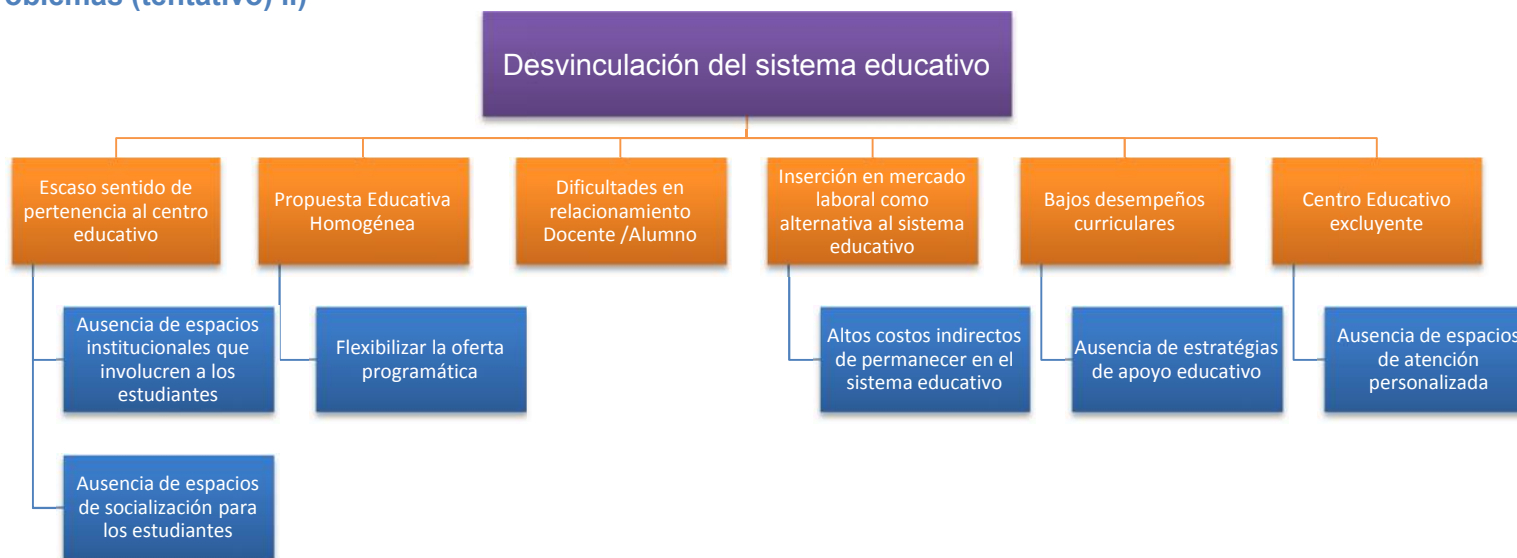 oblemas (tentativo) II)
Desvinculación del sistema educativo
Escaso sentido de
pertenencia al centro
educativo
Propuesta Educativa
Homogénea
Dificultades en
relacionamiento
Docente /Alumno
Inserción en mercado
laboral como
alternativa al sistema
educativo
Bajos desempeños
curriculares
Centro Educativo
excluyente
Ausencia de espacios
institucionales que
involucren a los
estudiantes
Flexibilizar la oferta
programática
Altos costos indirectos
de permanecer en el
sistema educativo
Ausencia de estratégias
de apoyo educativo
Ausencia de espacios
de atención
personalizada
Ausencia de espacios
de socialización para
los estudiantes